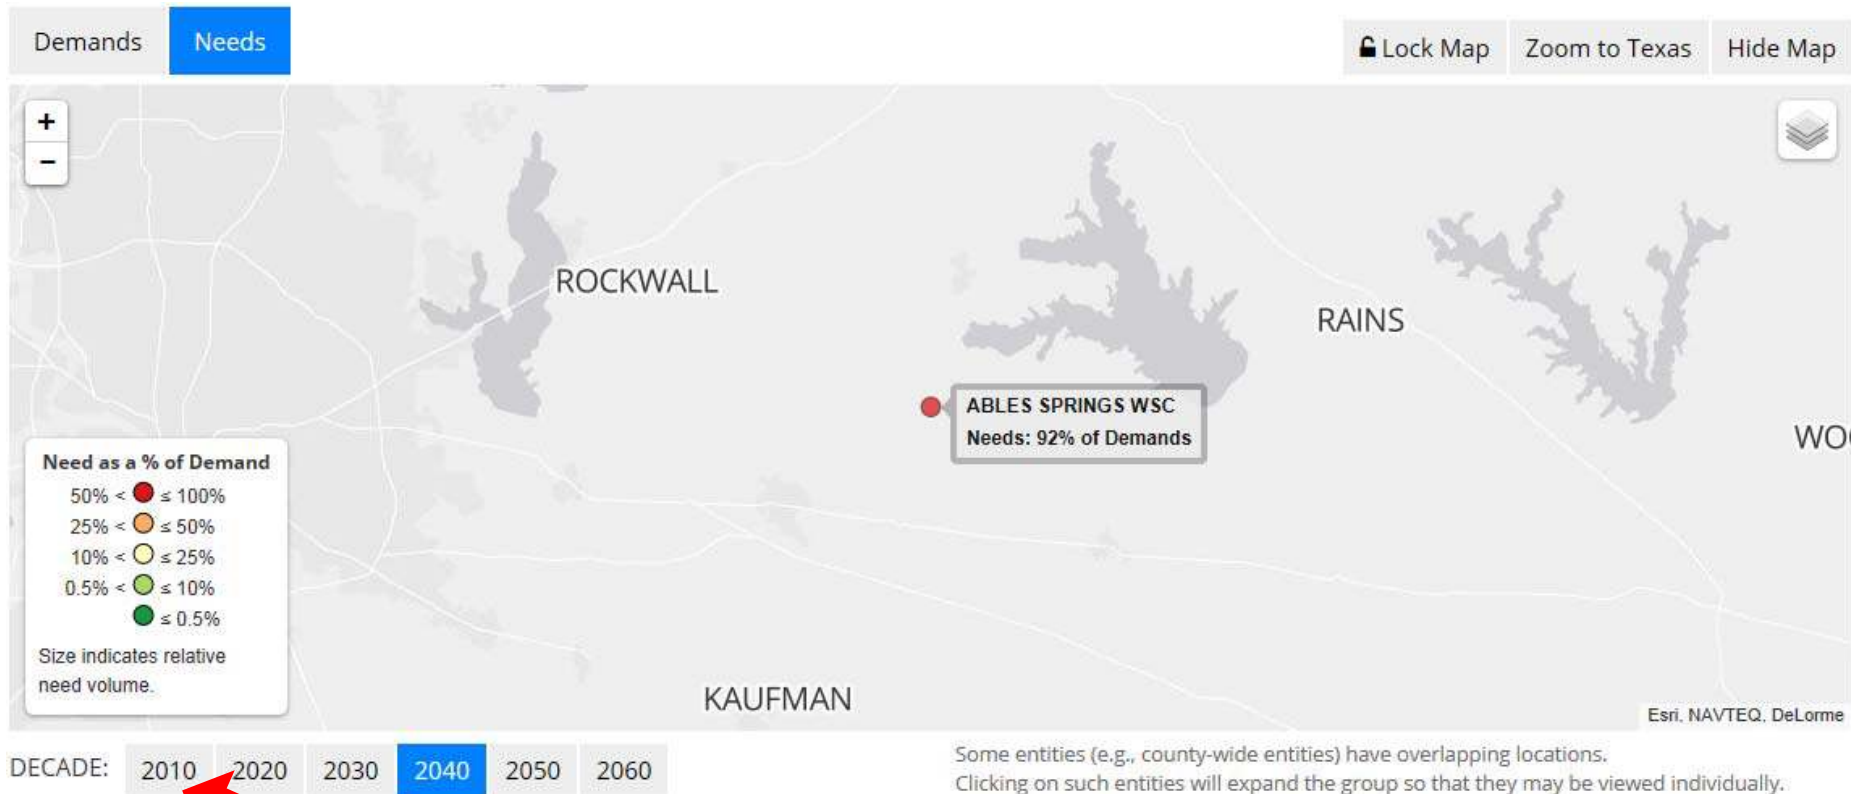 Demands Needs
Lock Map Zoom to Texas Hide Map
+
−
ROCKWALL
RAINS
ABLES SPRINGS WSC
Needs: 92% of Demands
WO
Need as a % of Demand
50% < ≤ 100%
25% < ≤ 50%
10% < ≤ 25%
0.5% < ≤ 10%
≤ 0.5%
Size indicates relative
need volume.
KAUFMAN
Esri, NAVTEQ, DeLorme
DECADE: 2010 2020 2030 2040 2050 2060
Some entities (e.g., county-wide entities) have overlapping locations.
Clicking on such entities will expand the group so that they may be viewed individually.